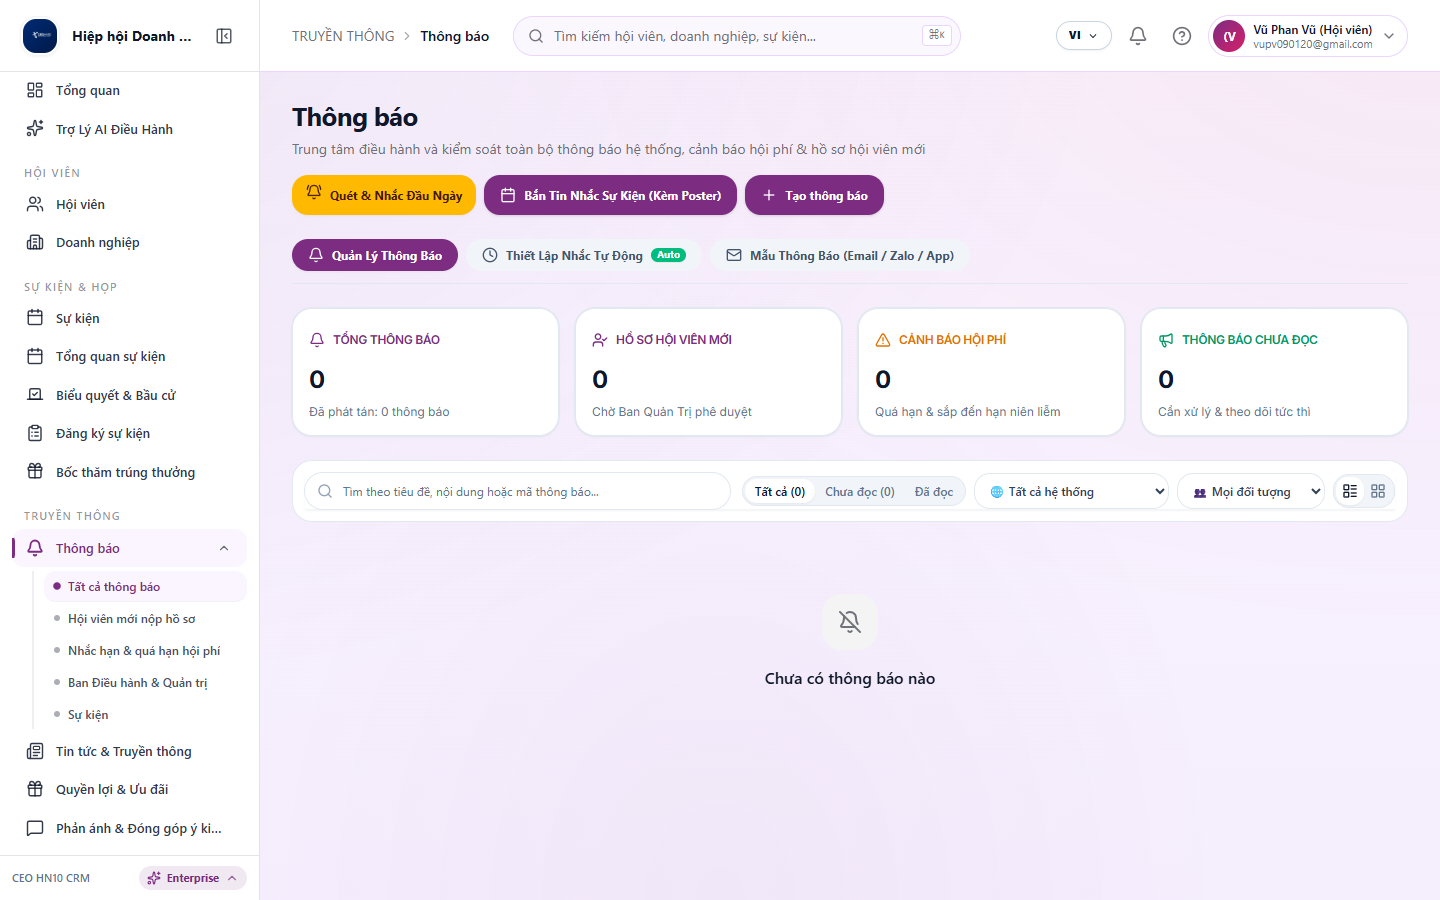 Hiệp hội Doanh ...
TRUYỀN THÔNG > Thông báo
Tìm kiếm hội viên, doanh nghiệp, sự kiện...
⌘K
VI
(V
Vũ Phan Vũ (Hội viên)
vupv090120@gmail.com
Tổng quan
Trợ Lý AI Điều Hành
HỘI VIÊN
Hội viên
Doanh nghiệp
SỰ KIỆN & HỌP
Sự kiện
Tổng quan sự kiện
Biểu quyết & Bầu cử
Đăng ký sự kiện
Bốc thăm trúng thưởng
TRUYỀN THÔNG
Thông báo
Tất cả thông báo
Hội viên mới nộp hồ sơ
Nhắc hạn & quá hạn hội phí
Ban Điều hành & Quản trị
Sự kiện
Tin tức & Truyền thông
Quyền lợi & Ưu đãi
Phản ánh & Đóng góp ý ki...
CEO HN10 CRM
Enterprise
Thông báo
Trung tâm điều hành và kiểm soát toàn bộ thông báo hệ thống, cảnh báo hội phí & hồ sơ hội viên mới
Quét & Nhắc Đầu Ngày
Bắn Tin Nhắc Sự Kiện (Kèm Poster)
Tạo thông báo
Quản Lý Thông Báo
Thiết Lập Nhắc Tự Động Auto
Mẫu Thông Báo (Email / Zalo / App)
TỔNG THÔNG BÁO
0
Đã phát tán: 0 thông báo
HỒ SƠ HỘI VIÊN MỚI
0
Chờ Ban Quản Trị phê duyệt
CẢNH BÁO HỘI PHÍ
0
Quá hạn & sắp đến hạn niên liễm
THÔNG BÁO CHƯA ĐỌC
0
Cần xử lý & theo dõi tức thì
Tìm theo tiêu đề, nội dung hoặc mã thông báo...
Tất cả (0)
Chưa đọc (0)
Đã đọc
Tất cả hệ thống
Mọi đối tượng
Chưa có thông báo nào